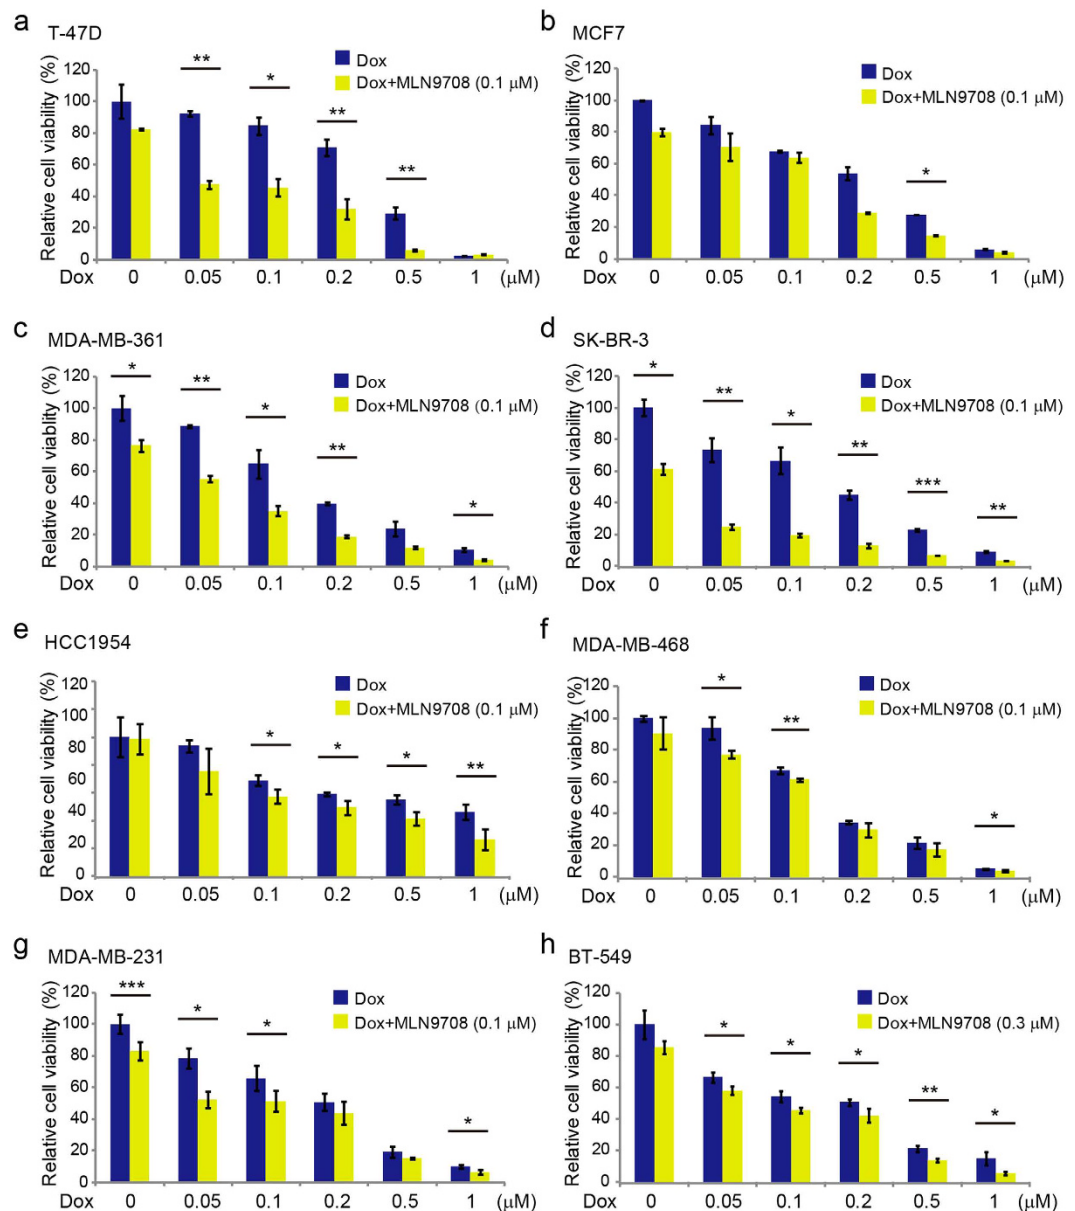 a
T-47D
Relative cell viability (%)
120
100
80
60
40
20
0
**
*
**
**
Dox
Dox+MLN9708 (0.1 μM)
Dox 0 0.05 0.1 0.2 0.5 1 (μM)
b
MCF7
Relative cell viability (%)
120
100
80
60
40
20
0
*
Dox
Dox+MLN9708 (0.1 μM)
Dox 0 0.05 0.1 0.2 0.5 1 (μM)
c
MDA-MB-361
Relative cell viablity (%)
120
100
80
60
40
20
0
*
**
*
**
*
Dox
Dox+MLN9708 (0.1 μM)
Dox 0 0.05 0.1 0.2 0.5 1 (μM)
d
SK-BR-3
Relative cell viability (%)
120
100
80
60
40
20
0
*
**
*
**
***
**
Dox
Dox+MLN9708 (0.1 μM)
Dox 0 0.05 0.1 0.2 0.5 1 (μM)
e
HCC1954
Relative cell viability (%)
120
100
80
60
40
20
0
*
*
*
**
Dox
Dox+MLN9708 (0.1 μM)
Dox 0 0.05 0.1 0.2 0.5 1 (μM)
f
MDA-MB-468
Relative cell viability (%)
120
100
80
60
40
20
0
*
**
*
Dox
Dox+MLN9708 (0.1 μM)
Dox 0 0.05 0.1 0.2 0.5 1 (μM)
g
MDA-MB-231
Relative cell viability (%)
120
100
80
60
40
20
0
***
*
*
*
Dox
Dox+MLN9708 (0.1 μM)
Dox 0 0.05 0.1 0.2 0.5 1 (μM)
h
BT-549
Relative cell viability (%)
120
100
80
60
40
20
0
*
*
*
**
*
Dox
Dox+MLN9708 (0.3 μM)
Dox 0 0.05 0.1 0.2 0.5 1 (μM)